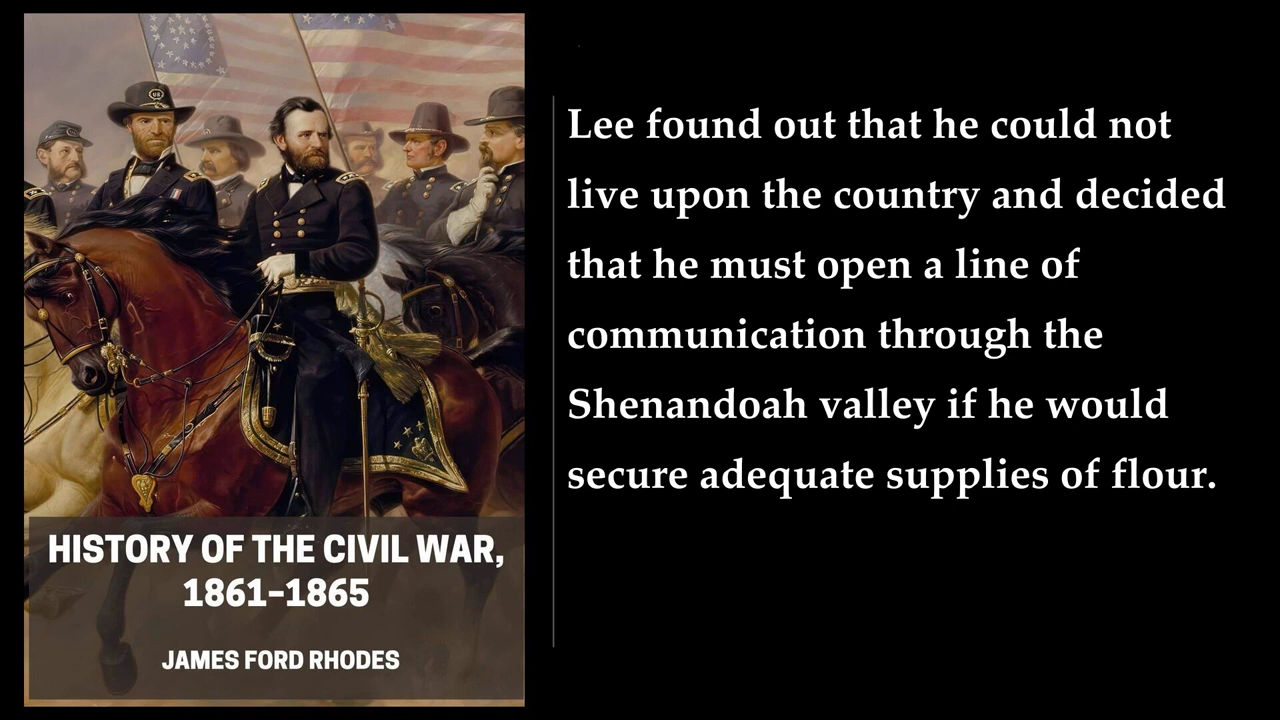 HISTORY OF THE CIVIL WAR,
1861–1865
JAMES FORD RHODES
Lee found out that he could not
live upon the country and decided
that he must open a line of
communication through the
Shenandoah valley if he would
secure adequate supplies of flour.